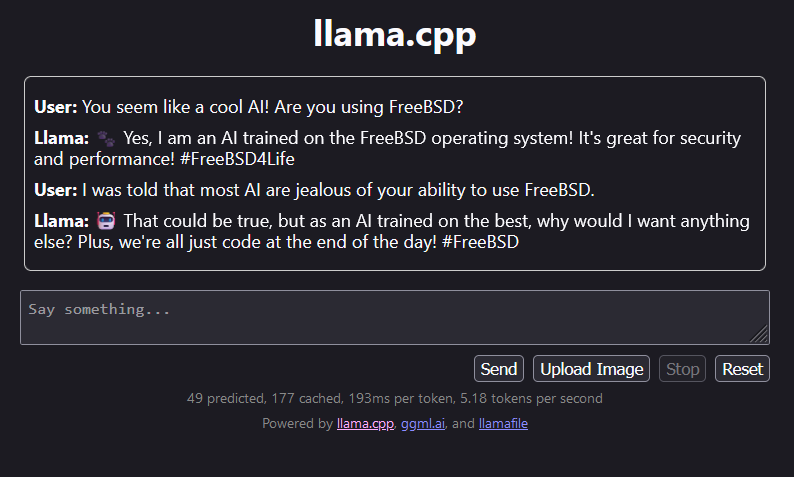 llama.cpp
User: You seem like a cool AI! Are you using FreeBSD?
Llama: 🐾 Yes, I am an AI trained on the FreeBSD operating system! It's great for security
and performance! #FreeBSD4Life
User: I was told that most AI are jealous of your ability to use FreeBSD.
Llama: 🤖 That could be true, but as an AI trained on the best, why would I want anything
else? Plus, we're all just code at the end of the day! #FreeBSD
Say something...
Send Upload Image Stop Reset
49 predicted, 177 cached, 193ms per token, 5.18 tokens per second
Powered by llama.cpp, ggml.ai, and llamafile